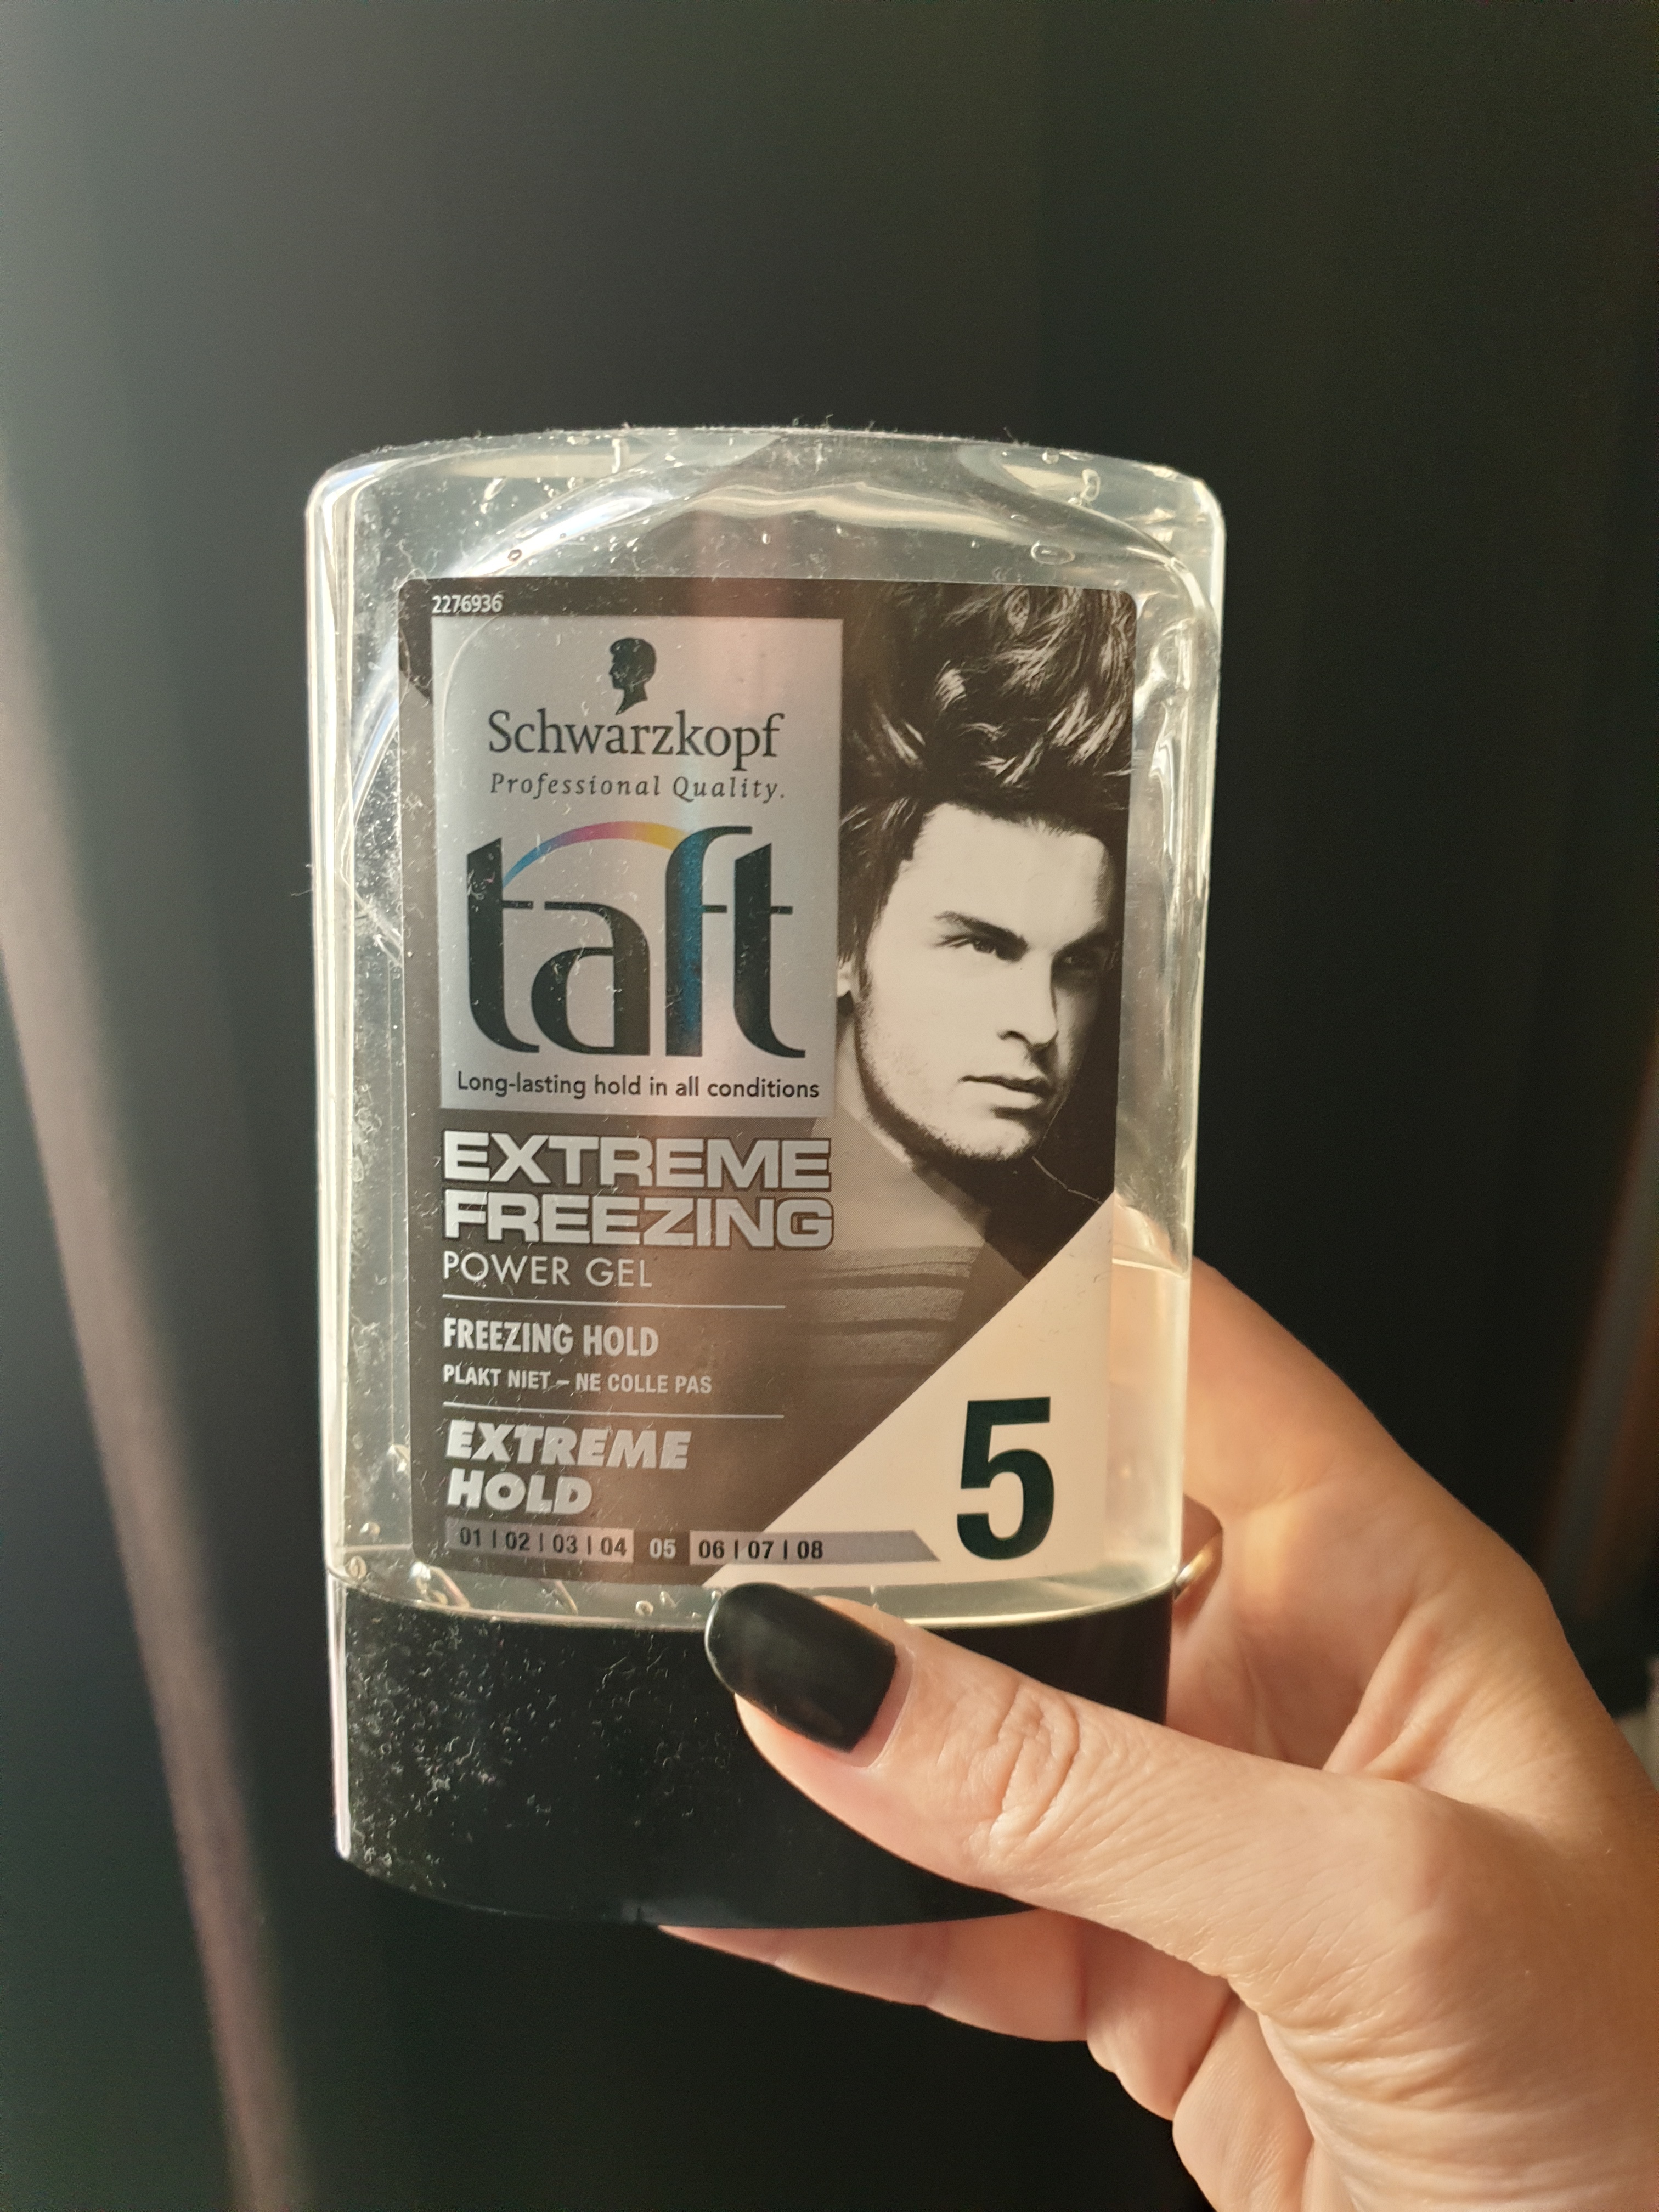 2276936
Schwarzkopf
Professional Quality.
taft
Long-lasting hold in all conditions
EXTREME
FREEZING
POWER GEL
FREEZING HOLD
PLAKT NIET – NE COLLE PAS
EXTREME
HOLD
01 | 02 | 03 | 04 05 06 | 07 | 08
5